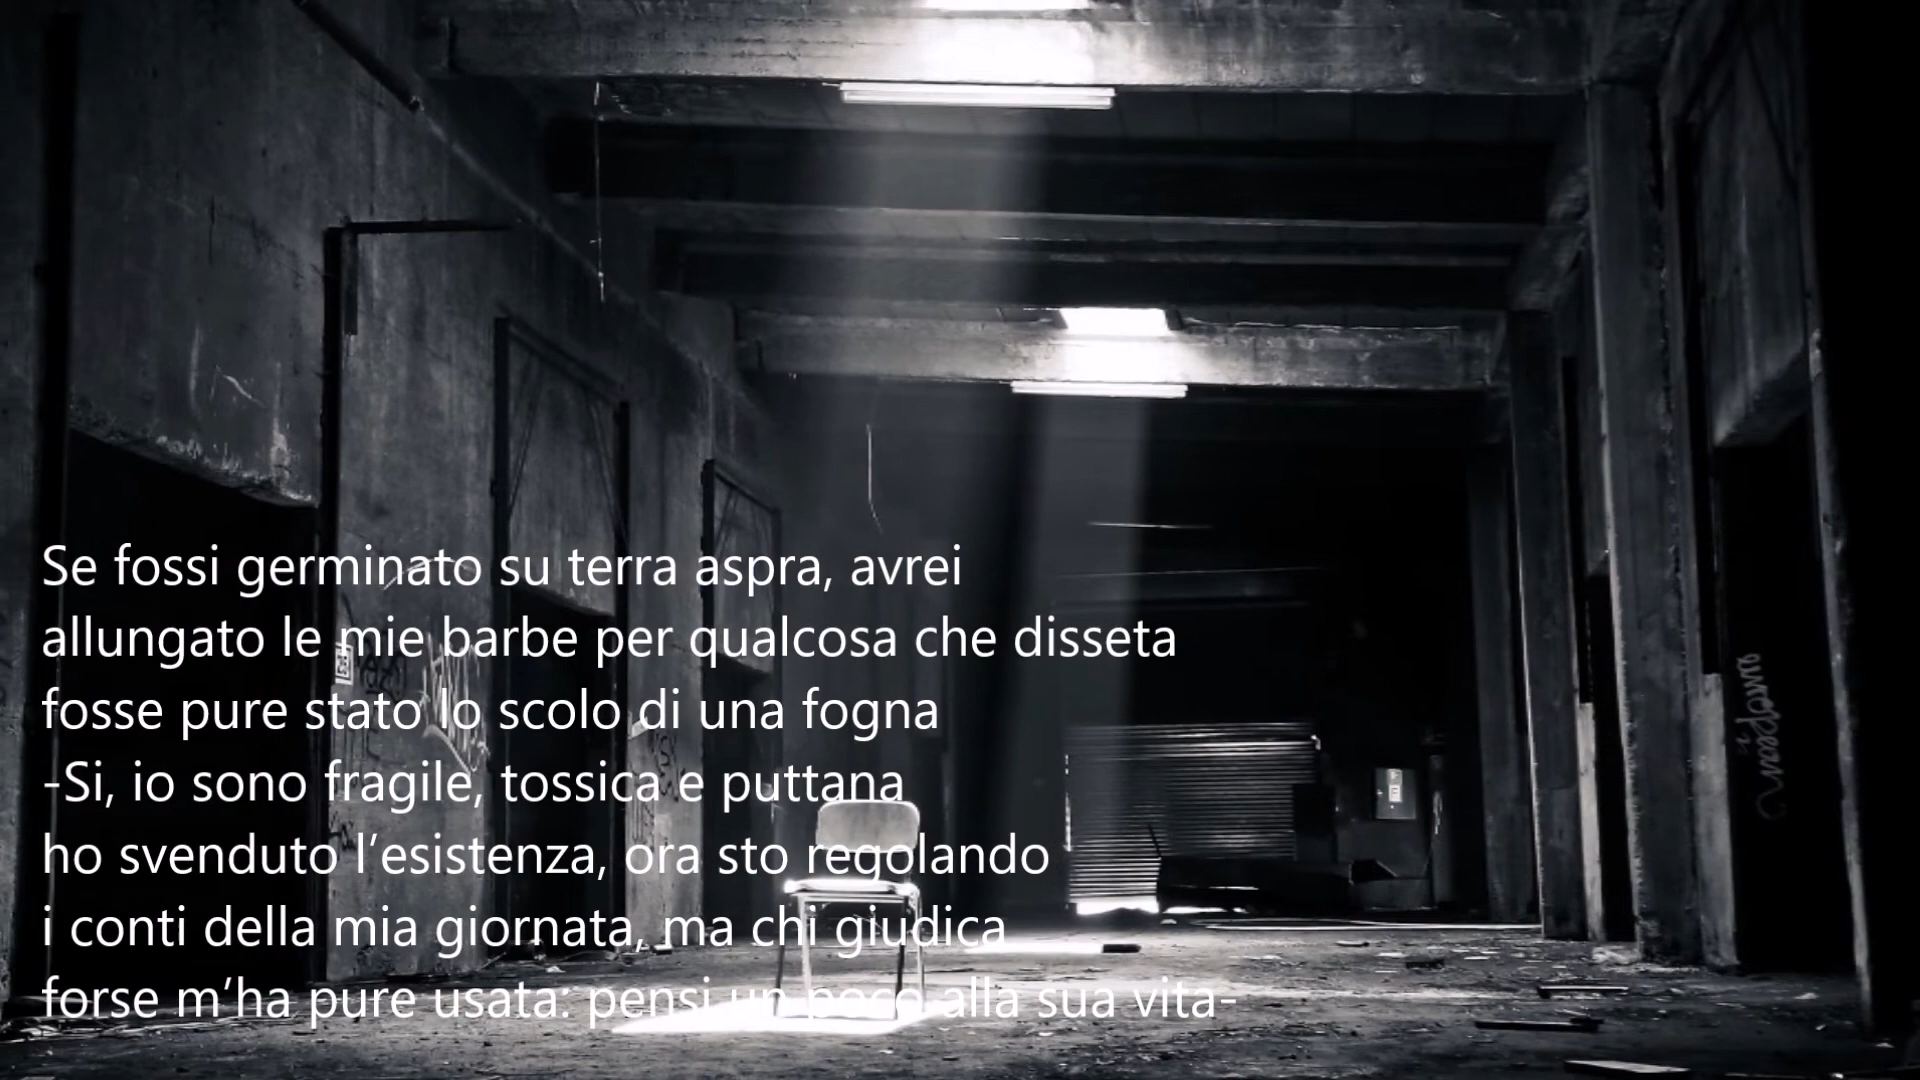 Se fossi germinato su terra aspra, avrei
allungato le mie barbe per qualcosa che disseta
fosse pure stato lo scolo di una fogna
-Si, io sono fragile, tossica e puttana
ho svenduto l’esistenza, ora sto regolando
i conti della mia giornata, ma chi giudica
forse m’ha pure usata: pensi un poco alla sua vita-